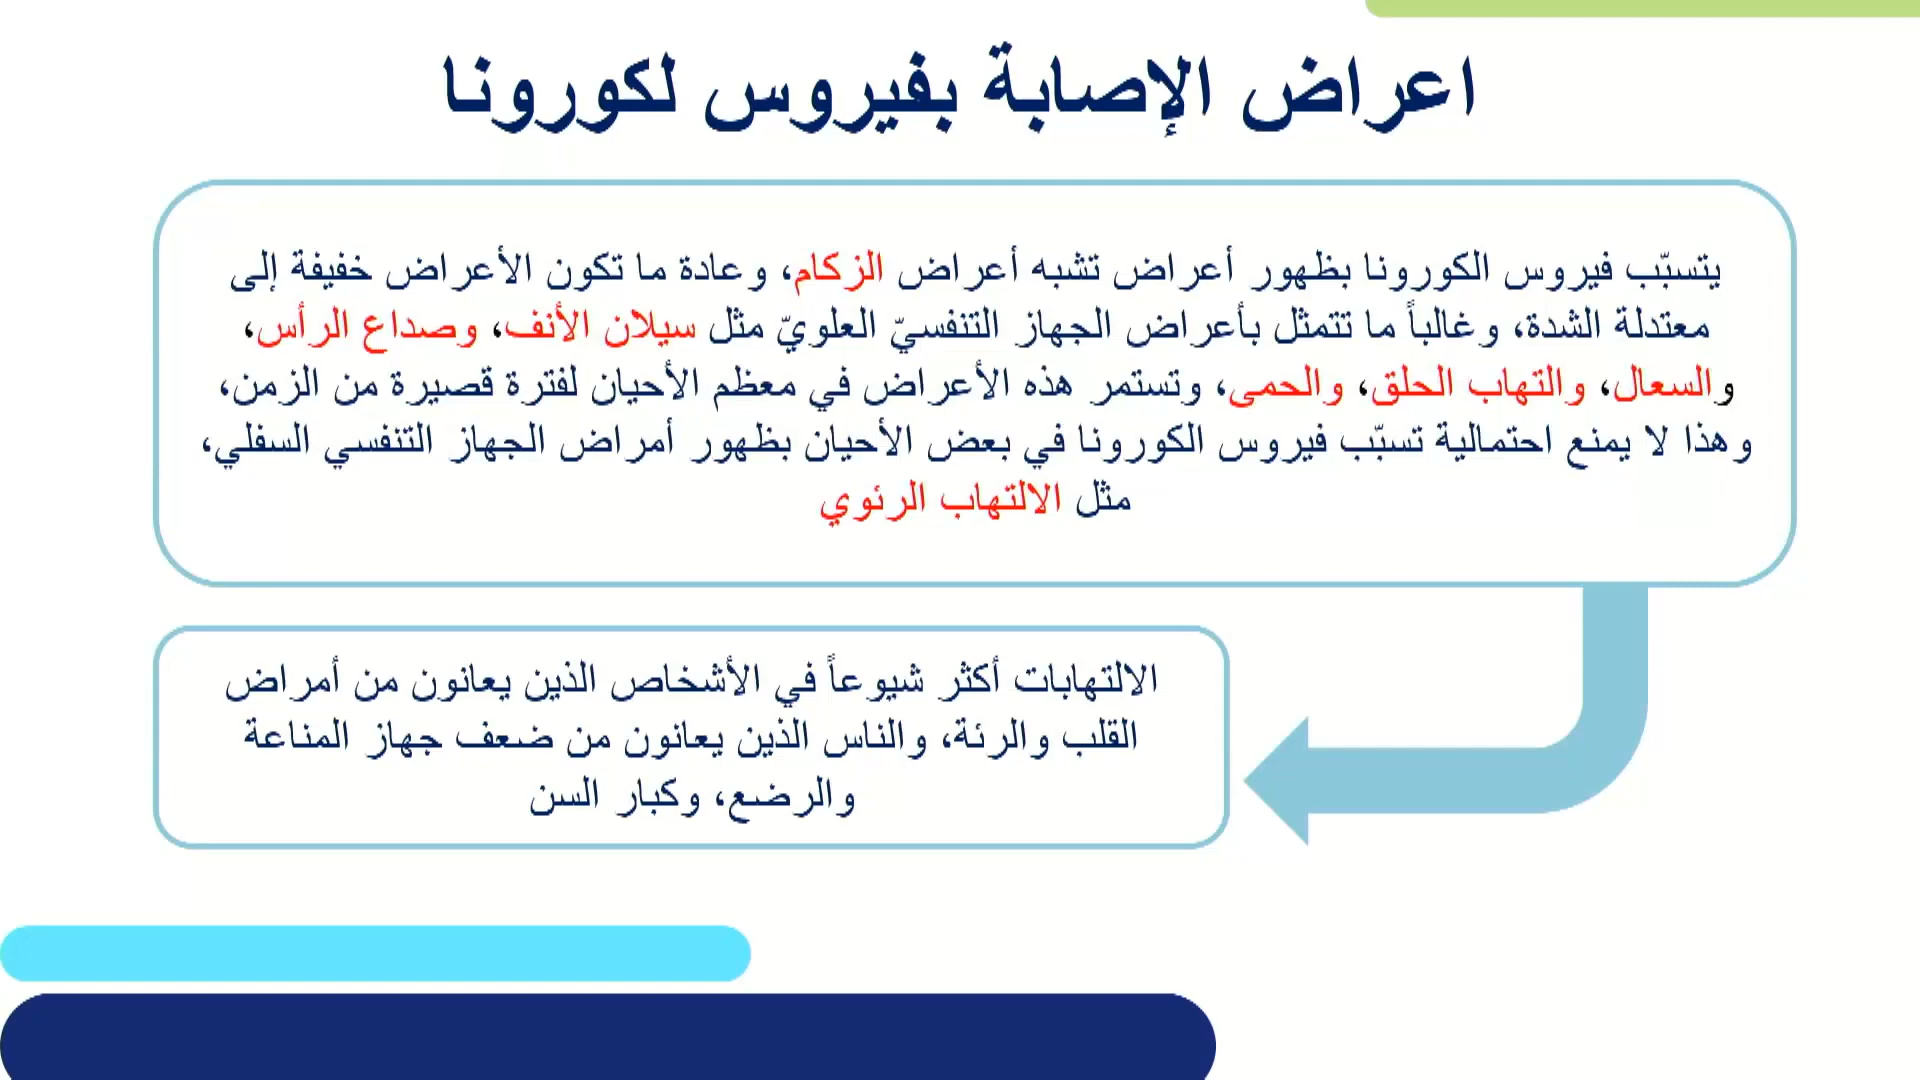 اعراض الإصابة بفيروس لكورونا
يتسبّب فيروس الكورونا بظهور أعراض تشبه أعراض الزكام، وعادة ما تكون الأعراض خفيفة إلى
معتدلة الشدة، وغالباً ما تتمثل بأعراض الجهاز التنفسيّ العلويّ مثل سيلان الأنف، وصداع الرأس،
والسعال، والتهاب الحلق، والحمى، وتستمر هذه الأعراض في معظم الأحيان لفترة قصيرة من الزمن،
وهذا لا يمنع احتمالية تسبّب فيروس الكورونا في بعض الأحيان بظهور أمراض الجهاز التنفسي السفلي،
مثل الالتهاب الرئوي
الالتهابات أكثر شيوعاً في الأشخاص الذين يعانون من أمراض
القلب والرئة، والناس الذين يعانون من ضعف جهاز المناعة
والرضع، وكبار السن